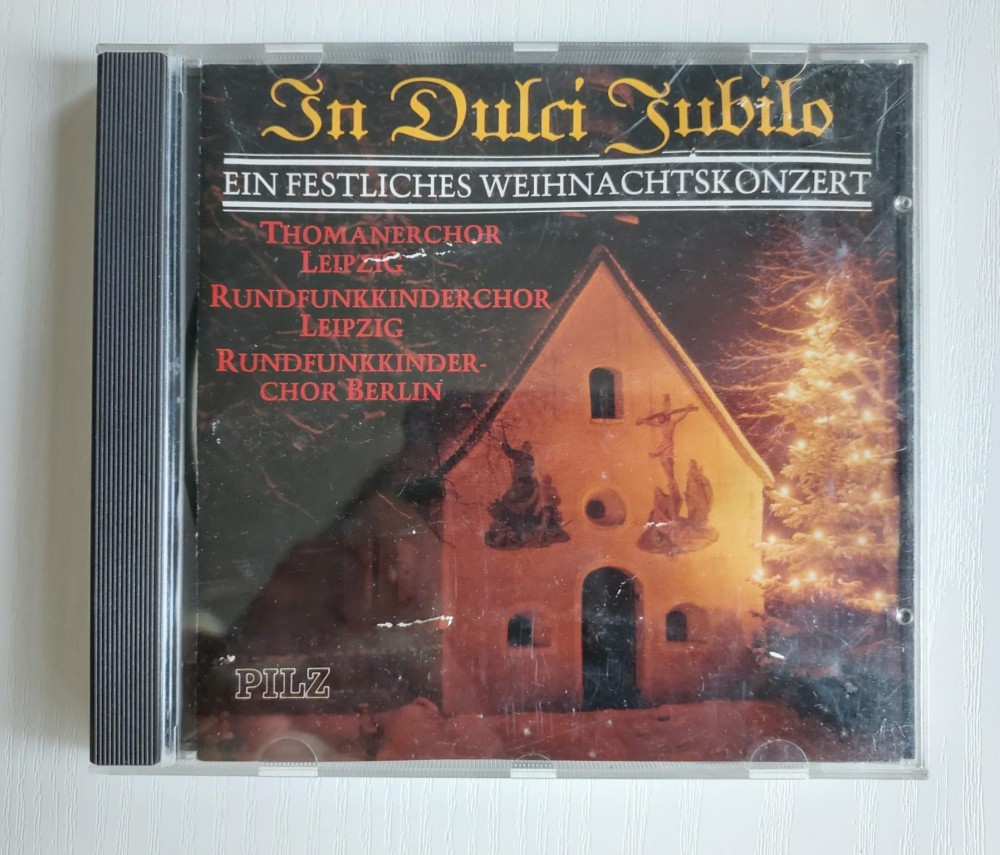 In Dulci Jubilo
EIN FESTLICHES WEIHNACHTSKONZERT
THOMANERCHOR
LEIPZIG
RUNDFUNKKINDERCHOR
LEIPZIG
RUNDFUNKKINDER-
CHOR BERLIN
PILZ